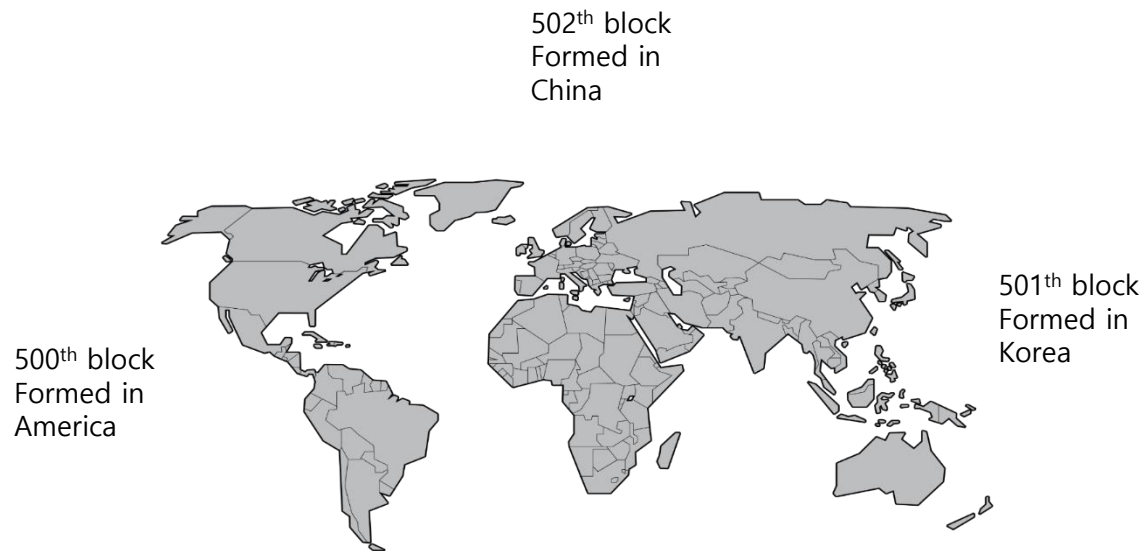 502th block
Formed in
China
501th block
Formed in
Korea
500th block
Formed in
America